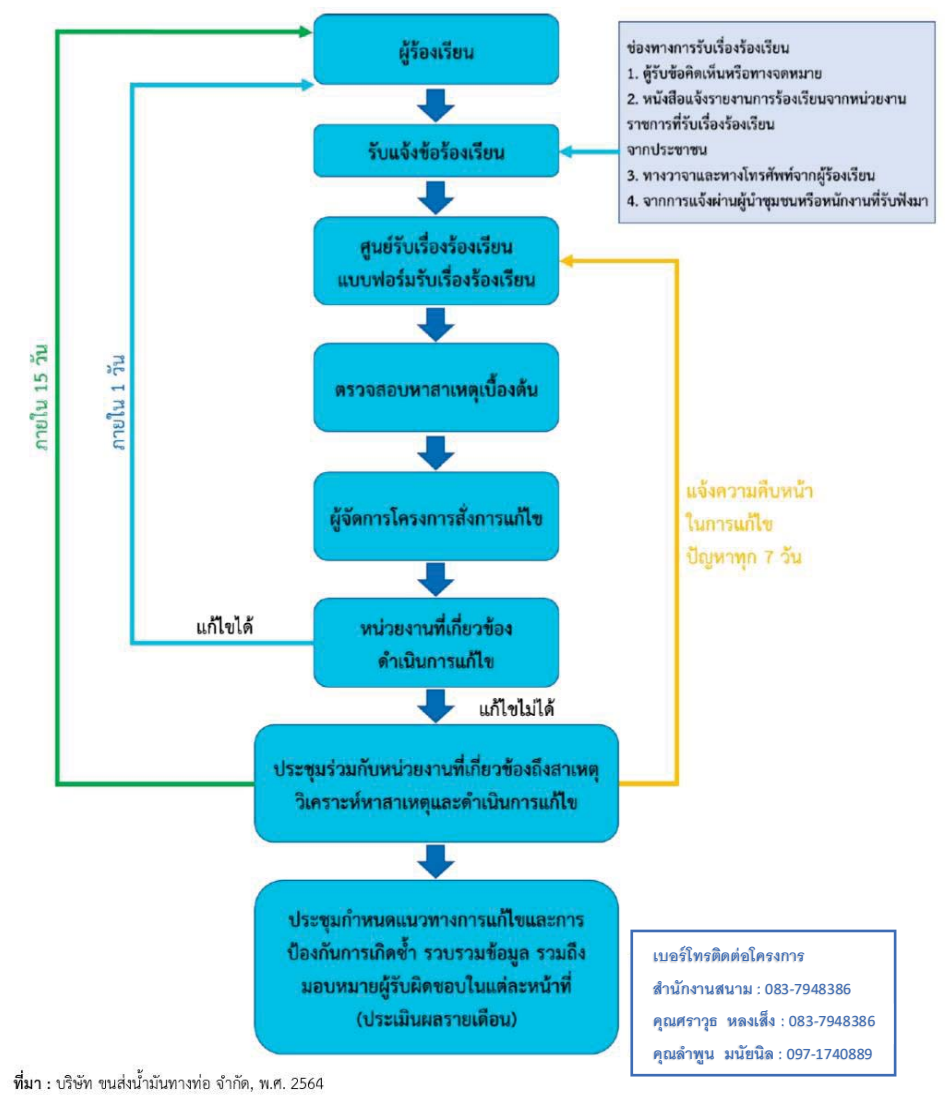 ผู้ร้องเรียน
ช่องทางการรับเรื่องร้องเรียน
1. ตู้รับข้อคิดเห็นหรือทางจดหมาย
2. หนังสือแจ้งรายงานการร้องเรียนจากหน่วยงาน
ราชการที่รับเรื่องร้องเรียน
จากประชาชน
3. ทางวาจาและทางโทรศัพท์จากผู้ร้องเรียน
4. จากการแจ้งผ่านผู้นำชุมชนหรือหนักงานที่รับฟังมา
รับแจ้งข้อร้องเรียน
ศูนย์รับเรื่องร้องเรียน
แบบฟอร์มรับเรื่องร้องเรียน
ภายใน 15 วัน
ภายใน 1 วัน
ตรวจสอบหาสาเหตุเบื้องต้น
ผู้จัดการโครงการสั่งการแก้ไข
แจ้งความคืบหน้า
ในการแก้ไข
ปัญหาทุก 7 วัน
แก้ไขได้
หน่วยงานที่เกี่ยวข้อง
ดำเนินการแก้ไข
แก้ไขไม่ได้
ประชุมร่วมกับหน่วยงานที่เกี่ยวข้องถึงสาเหตุ
วิเคราะห์หาสาเหตุและดำเนินการแก้ไข
ประชุมกำหนดแนวทางการแก้ไขและการ
ป้องกันการเกิดซ้ำ รวบรวมข้อมูล รวมถึง
มอบหมายผู้รับผิดชอบในแต่ละหน้าที่
(ประเมินผลรายเดือน)
เบอร์โทรติดต่อโครงการ
สำนักงานสนาม : 083-7948386
คุณศราวุธ หลงเส็ง : 083-7948386
คุณลำพูน มนัยนิล : 097-1740889
ที่มา : บริษัท ขนส่งน้ำมันทางท่อ จำกัด, พ.ศ. 2564